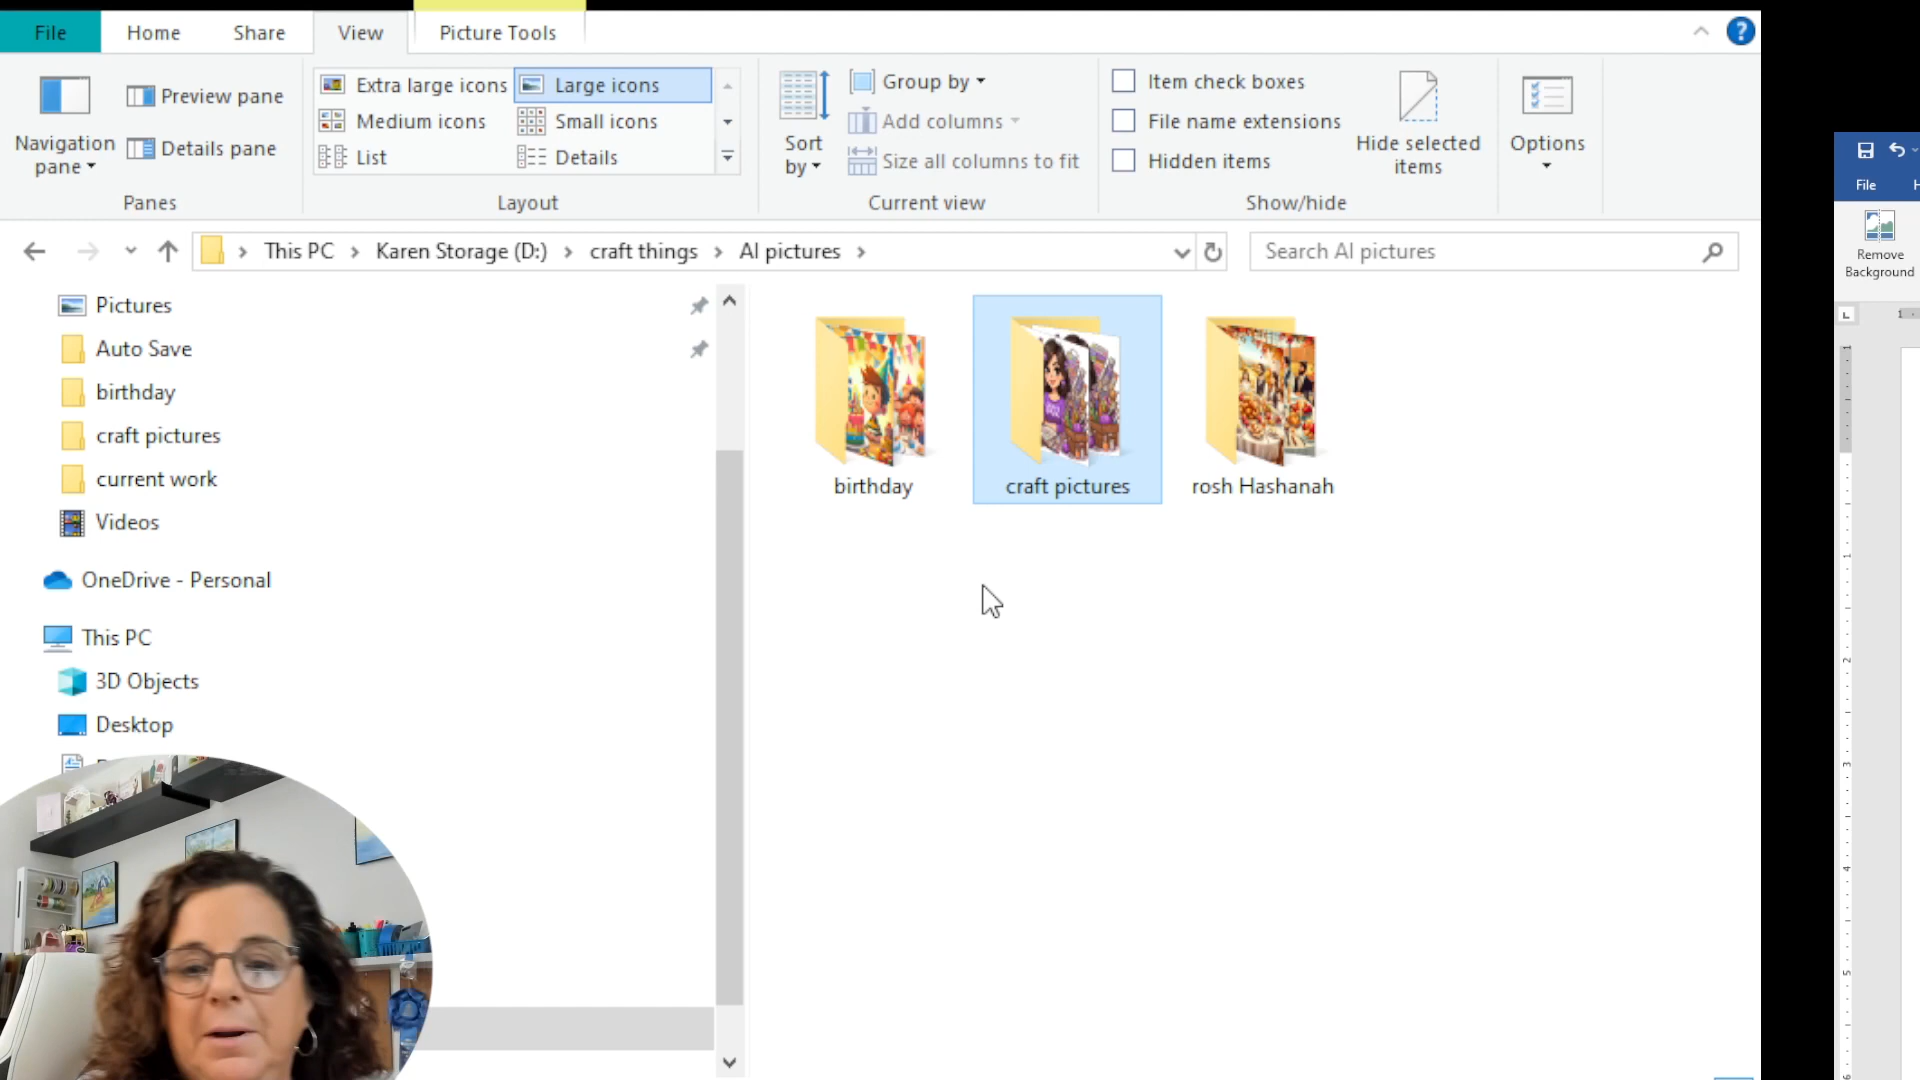 File Home Share View Picture Tools
Navigation pane
Preview pane
Details pane
Panes
Extra large icons Large icons
Medium icons Small icons
List Details
Layout
Sort by
Group by
Add columns
Size all columns to fit
Current view
Item check boxes
File name extensions
Hidden items
Hide selected items
Show/hide
Options
This PC > Karen Storage (D:) > craft things > AI pictures >
Search AI pictures
Pictures
Auto Save
birthday
craft pictures
current work
Videos
OneDrive - Personal
This PC
3D Objects
Desktop
birthday
craft pictures
rosh Hashanah
File
Remove
Background